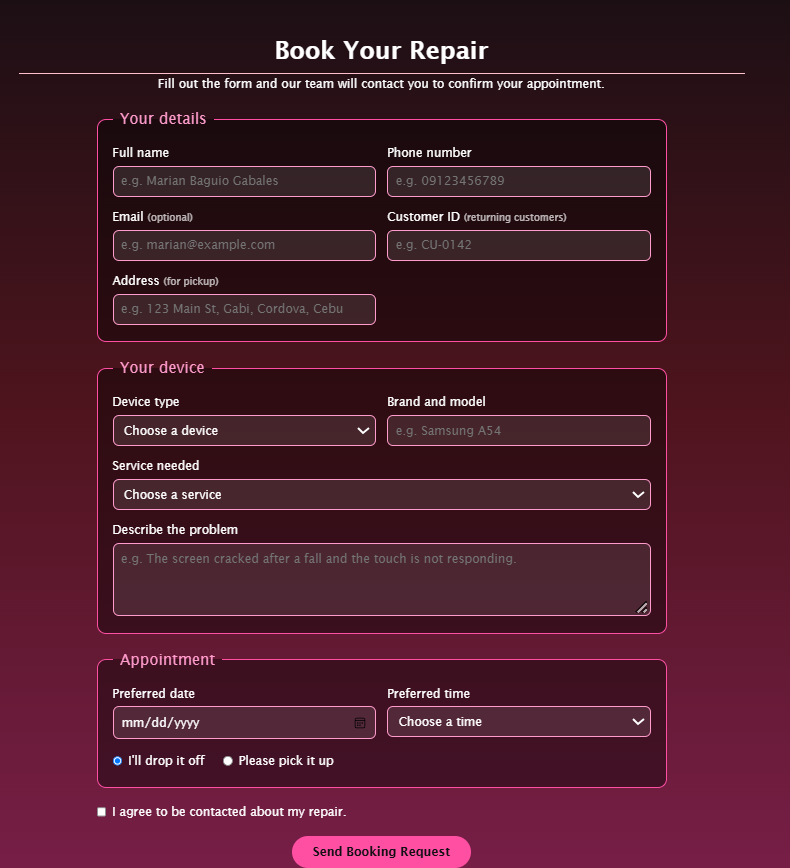 Book Your Repair
Fill out the form and our team will contact you to confirm your appointment.
Your details
Full name
e.g. Marian Baguio Gabales
Phone number
e.g. 09123456789
Email (optional)
e.g. marian@example.com
Customer ID (returning customers)
e.g. CU-0142
Address (for pickup)
e.g. 123 Main St, Gabi, Cordova, Cebu
Your device
Device type
Choose a device
Brand and model
e.g. Samsung A54
Service needed
Choose a service
Describe the problem
e.g. The screen cracked after a fall and the touch is not responding.
Appointment
Preferred date
mm/dd/yyyy
Preferred time
Choose a time
I'll drop it off
Please pick it up
I agree to be contacted about my repair.
Send Booking Request